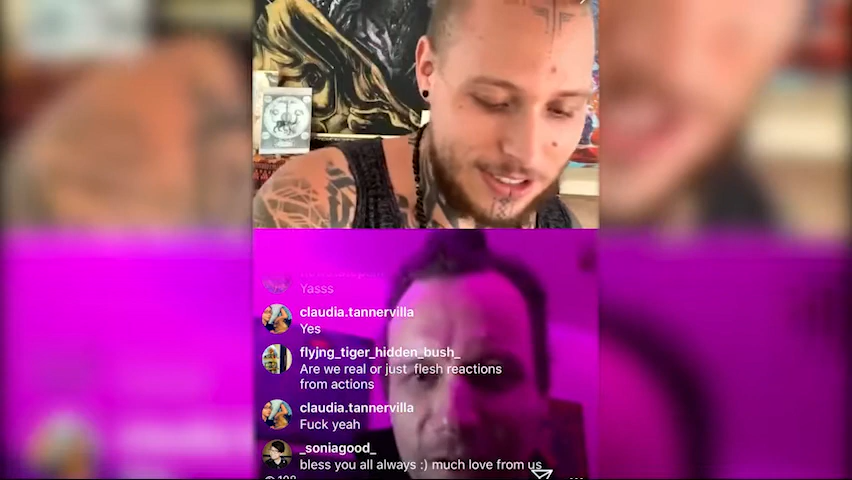 Yasss
claudia.tannervilla
Yes
flyjng_tiger_hidden_bush_
Are we real or just flesh reactions
from actions
claudia.tannervilla
Fuck yeah
_soniagood_
bless you all always :) much love from us